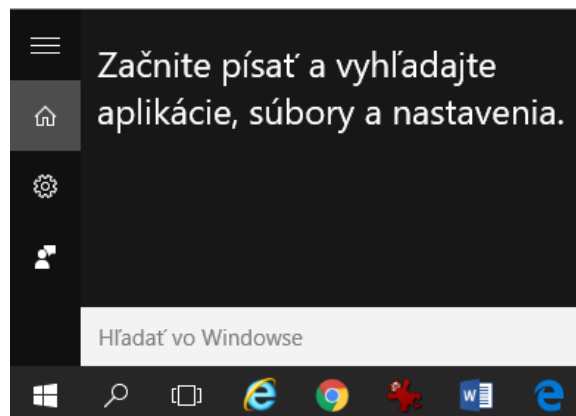 Začnite písať a vyhľadajte
aplikácie, súbory a nastavenia.
Hľadať vo Windowse